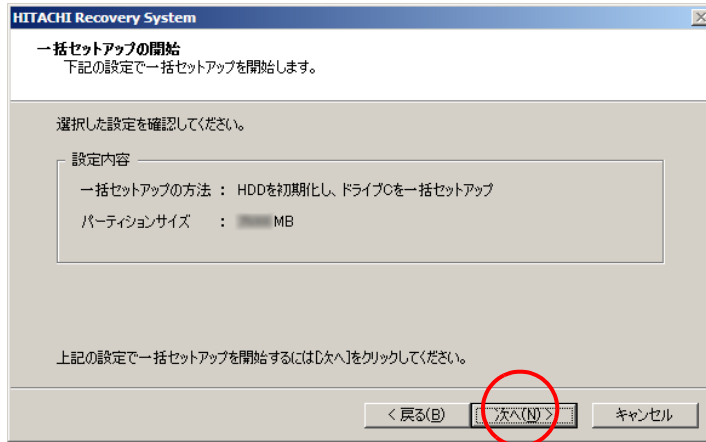 HITACHI Recovery System
一括セットアップの開始
下記の設定で一括セットアップを開始します。
選択した設定を確認してください。
設定内容
一括セットアップの方法 : HDDを初期化し、ドライブCを一括セットアップ
パーティションサイズ : MB
上記の設定で一括セットアップを開始するには[次へ]をクリックしてください。
< 戻る(B) 次へ(N) > キャンセル